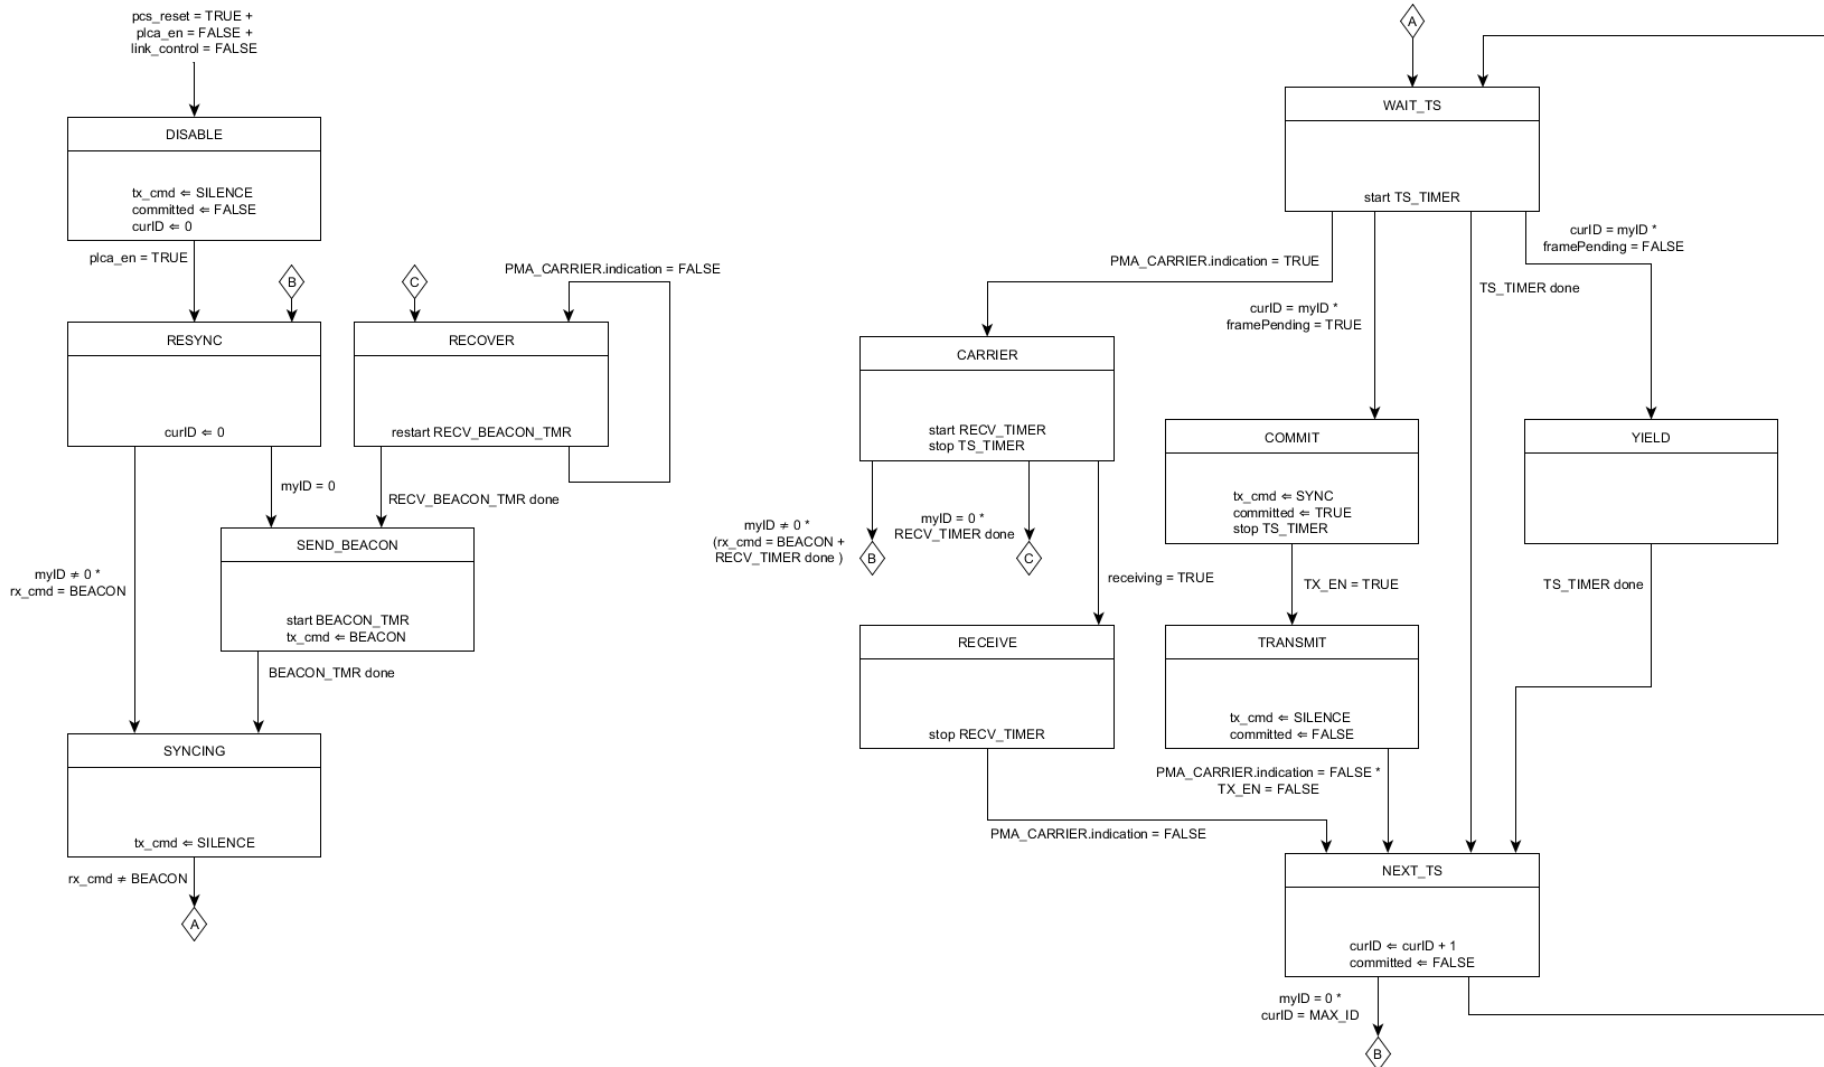 pcs_reset = TRUE +
plca_en = FALSE +
link_control = FALSE
DISABLE
tx_cmd ⇐ SILENCE
committed ⇐ FALSE
curID ⇐ 0
plca_en = TRUE
B
RESYNC
curID ⇐ 0
C
PMA_CARRIER.indication = FALSE
RECOVER
restart RECV_BEACON_TMR
myID = 0
RECV_BEACON_TMR done
SEND_BEACON
start BEACON_TMR
tx_cmd ⇐ BEACON
myID ≠ 0 *
rx_cmd = BEACON
BEACON_TMR done
SYNCING
tx_cmd ⇐ SILENCE
rx_cmd ≠ BEACON
A
A
WAIT_TS
start TS_TIMER
PMA_CARRIER.indication = TRUE
curID = myID *
framePending = TRUE
TS_TIMER done
curID = myID *
framePending = FALSE
CARRIER
start RECV_TIMER
stop TS_TIMER
COMMIT
tx_cmd ⇐ SYNC
committed ⇐ TRUE
stop TS_TIMER
YIELD
myID ≠ 0 *
(rx_cmd = BEACON +
RECV_TIMER done )
B
myID = 0 *
RECV_TIMER done
C
receiving = TRUE
TX_EN = TRUE
TS_TIMER done
RECEIVE
stop RECV_TIMER
TRANSMIT
tx_cmd ⇐ SILENCE
committed ⇐ FALSE
PMA_CARRIER.indication = FALSE *
TX_EN = FALSE
PMA_CARRIER.indication = FALSE
NEXT_TS
curID ⇐ curID + 1
committed ⇐ FALSE
myID = 0 *
curID = MAX_ID
B